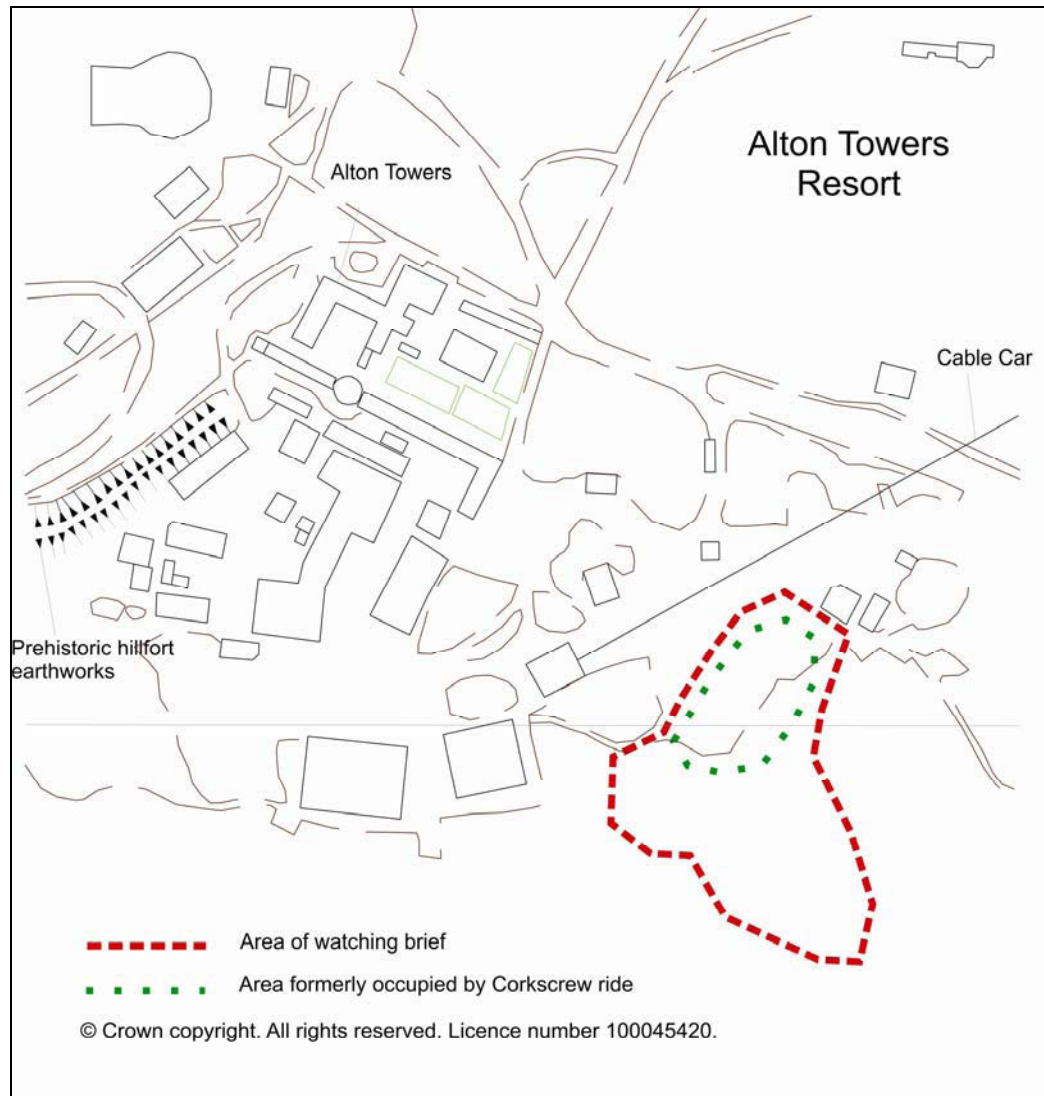 Alton Towers
Resort
Alton Towers
Cable Car
Prehistoric hillfort
earthworks
Area of watching brief
Area formerly occupied by Corkscrew ride
© Crown copyright. All rights reserved. Licence number 100045420.